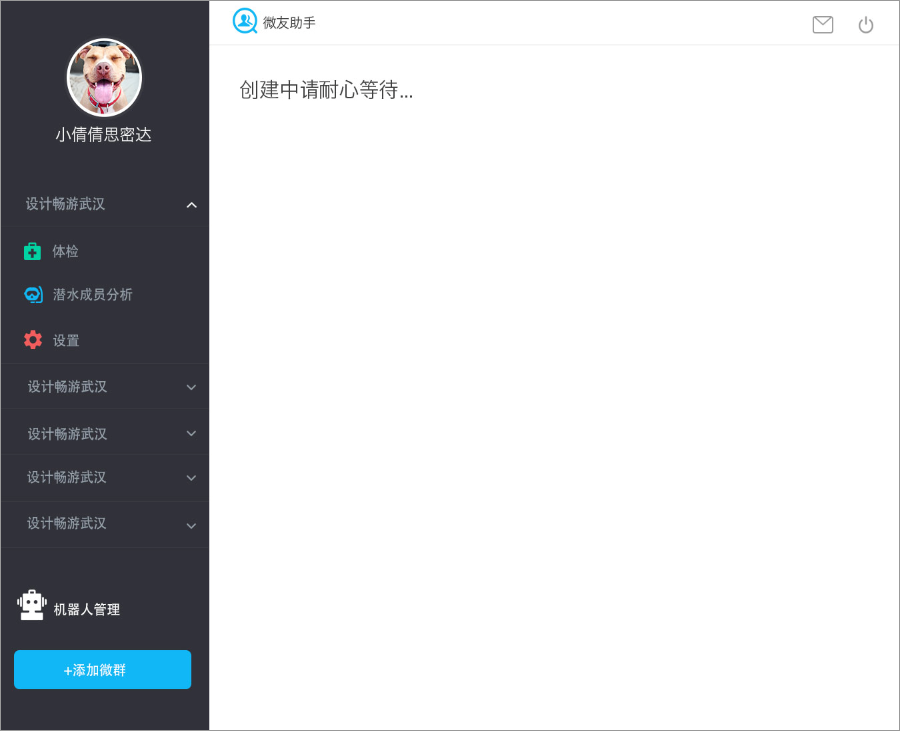 微友助手
小倩倩思密达
创建中请耐心等待...
设计畅游武汉
体检
潜水成员分析
设置
设计畅游武汉
设计畅游武汉
设计畅游武汉
设计畅游武汉
机器人管理
+添加微群